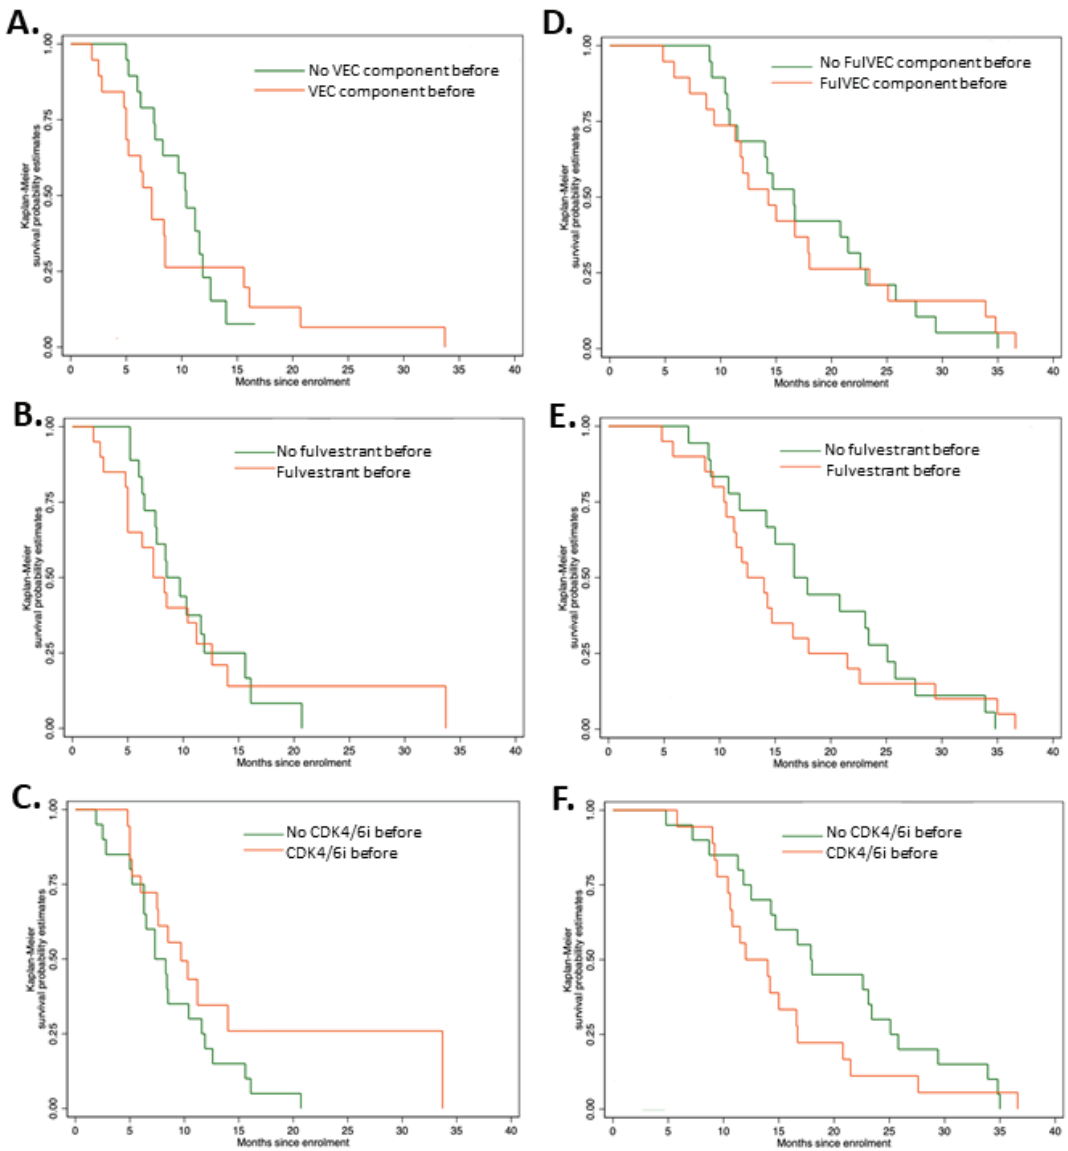 A.
No VEC component before
VEC component before
Kaplan-Meier
survival probability estimates
0.00 0.25 0.50 0.75 1.00
0 5 10 15 20 25 30 35 40
Months since enrolment
D.
No FulVEC component before
FulVEC component before
Kaplan-Meier
survival probability estimates
0.00 0.25 0.50 0.75 1.00
0 5 10 15 20 25 30 35 40
Months since enrolment
B.
No fulvestrant before
Fulvestrant before
Kaplan-Meier
survival probability estimates
0.00 0.25 0.50 0.75 1.00
0 5 10 15 20 25 30 35 40
Months since enrolment
E.
No fulvestrant before
Fulvestrant before
Kaplan-Meier
survival probability estimates
0.00 0.25 0.50 0.75 1.00
0 5 10 15 20 25 30 35 40
Months since enrolment
C.
No CDK4/6i before
CDK4/6i before
Kaplan-Meier
survival probability estimates
0.00 0.25 0.50 0.75 1.00
0 5 10 15 20 25 30 35 40
Months since enrolment
F.
No CDK4/6i before
CDK4/6i before
Kaplan-Meier
survival probability estimates
0.00 0.25 0.50 0.75 1.00
0 5 10 15 20 25 30 35 40
Months since enrolment